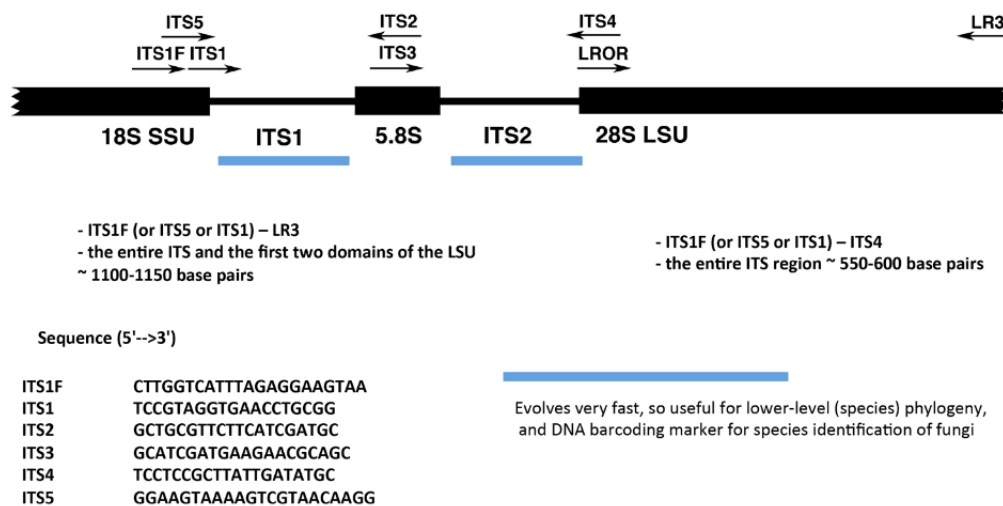 ITS5 ITS2 ITS4 LR3
ITS1F ITS1 ITS3 LROR
18S SSU ITS1 5.8S ITS2 28S LSU
- ITS1F (or ITS5 or ITS1) – LR3
- the entire ITS and the first two domains of the LSU
~ 1100-1150 base pairs
- ITS1F (or ITS5 or ITS1) – ITS4
- the entire ITS region ~ 550-600 base pairs
Sequence (5'-->3')
ITS1F CTTGGTCATTTAGAGGAAGTAA
ITS1 TCCGTAGGTGAACCTGCGG
ITS2 GCTGCGTTCTTCATCGATGC
ITS3 GCATCGATGAAGAACGCAGC
ITS4 TCCTCCGCTTATTGATATGC
ITS5 GGAAGTAAAAGTCGTAACAAGG
Evolves very fast, so useful for lower-level (species) phylogeny,
and DNA barcoding marker for species identification of fungi